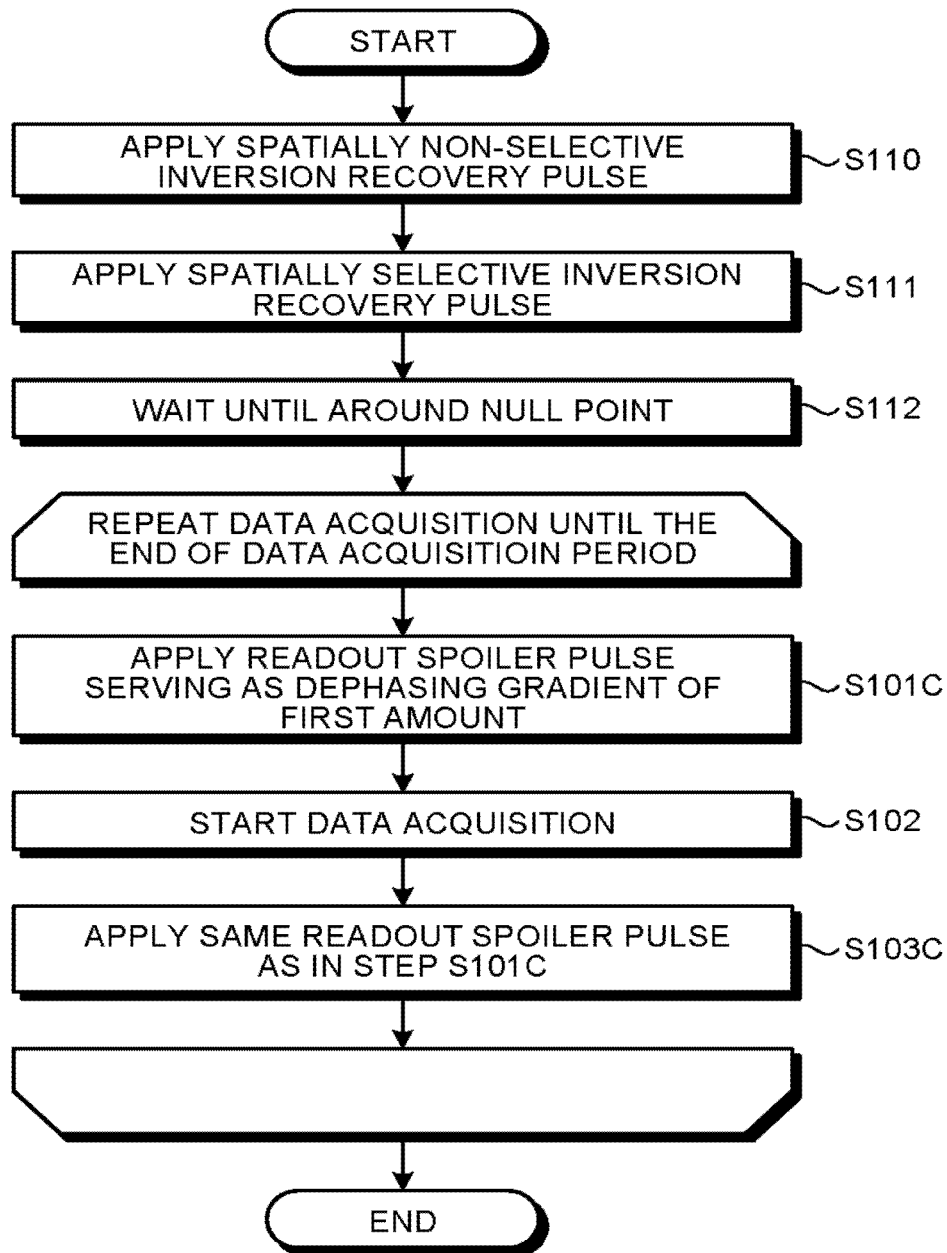 START
APPLY SPATIALLY NON-SELECTIVE
INVERSION RECOVERY PULSE
S110
APPLY SPATIALLY SELECTIVE INVERSION
RECOVERY PULSE
S111
WAIT UNTIL AROUND NULL POINT
S112
REPEAT DATA ACQUISITION UNTIL THE
END OF DATA ACQUISITIOIN PERIOD
APPLY READOUT SPOILER PULSE
SERVING AS DEPHASING GRADIENT OF
FIRST AMOUNT
S101C
START DATA ACQUISITION
S102
APPLY SAME READOUT SPOILER PULSE
AS IN STEP S101C
S103C
END